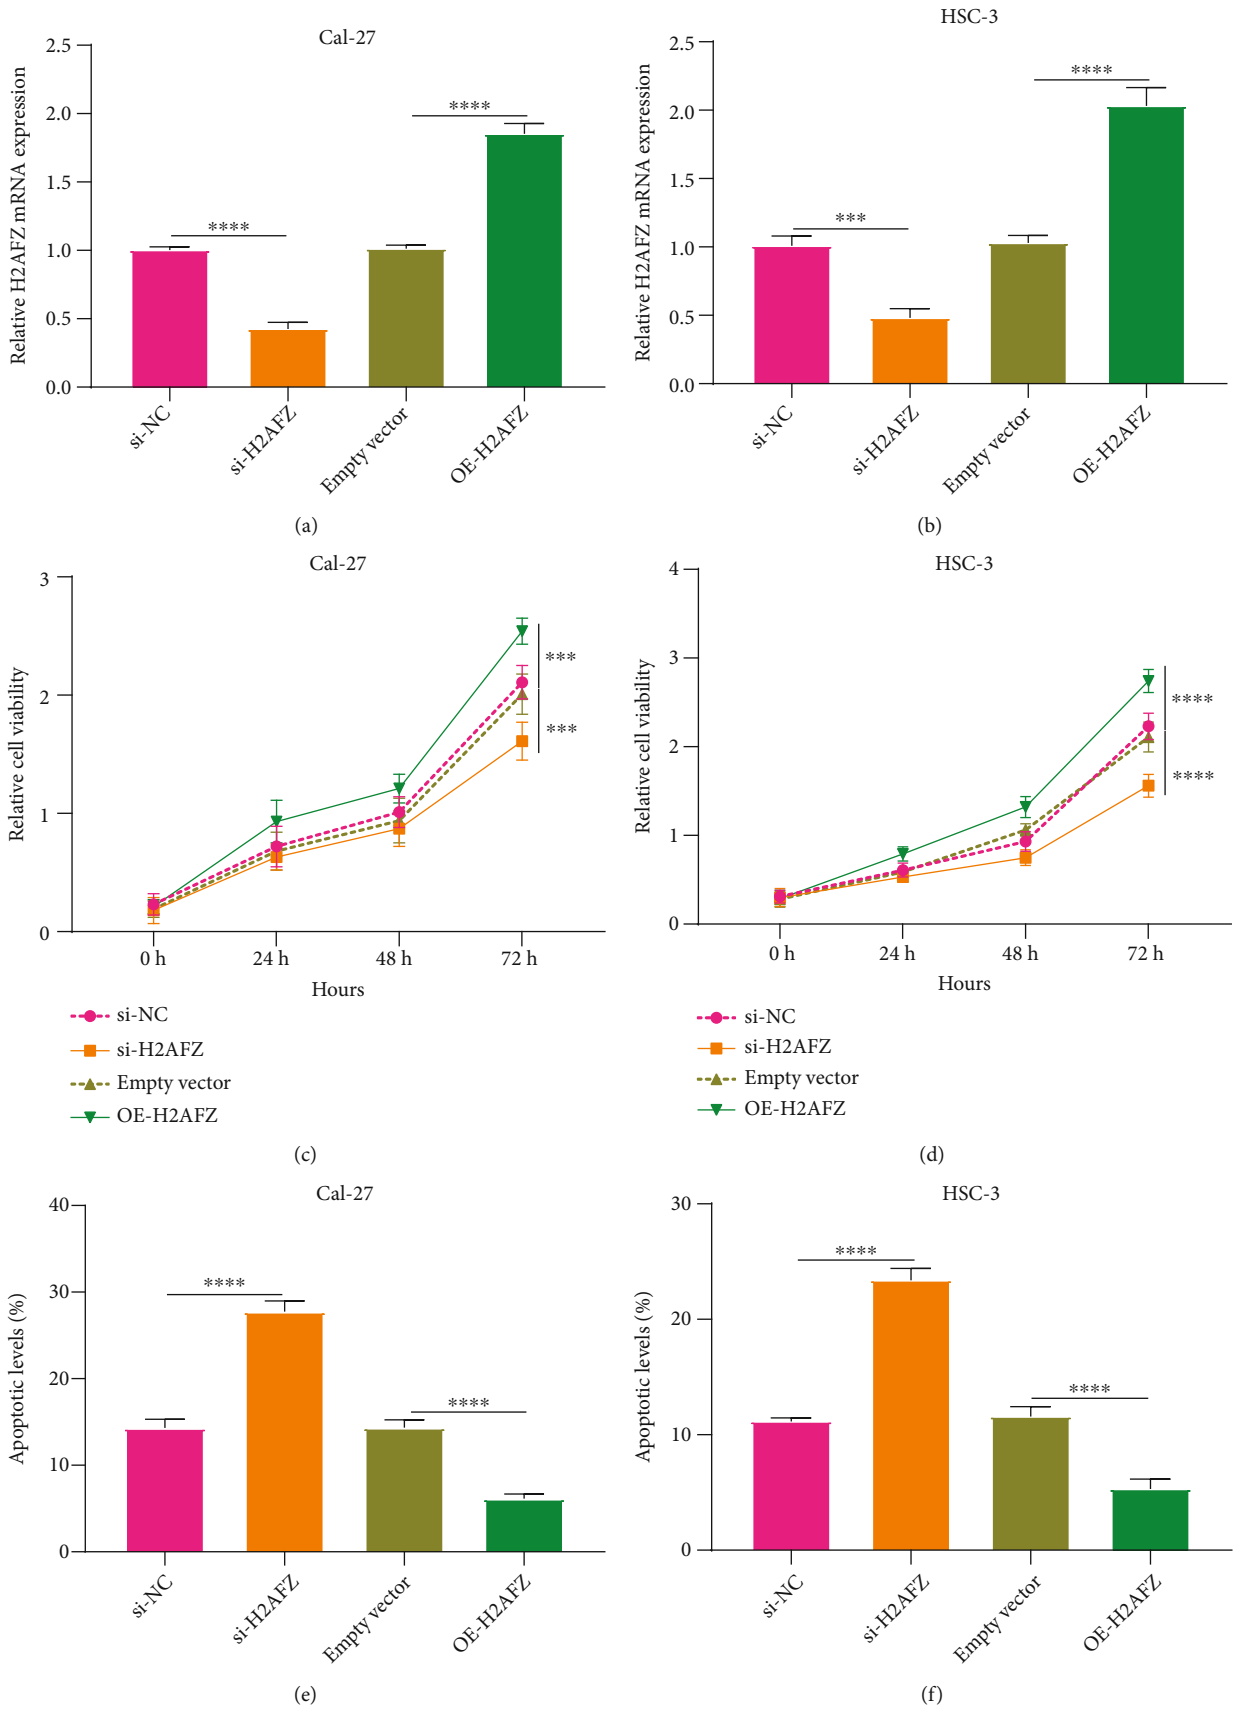 Cal-27
Relative H2AFZ mRNA expression
2.5
2.0
1.5
1.0
0.5
0.0
****
****
si-NC
si-H2AFZ
Empty vector
OE-H2AFZ
(a)
HSC-3
Relative H2AFZ mRNA expression
2.5
2.0
1.5
1.0
0.5
0.0
***
****
si-NC
si-H2AFZ
Empty vector
OE-H2AFZ
(b)
Cal-27
Relative cell viability
3
2
1
0
***
***
0 h
24 h
48 h
72 h
Hours
si-NC
si-H2AFZ
Empty vector
OE-H2AFZ
(c)
HSC-3
Relative cell viability
4
3
2
1
0
****
****
0 h
24 h
48 h
72 h
Hours
si-NC
si-H2AFZ
Empty vector
OE-H2AFZ
(d)
Cal-27
Apoptotic levels (%)
40
30
20
10
0
****
****
si-NC
si-H2AFZ
Empty vector
OE-H2AFZ
(e)
HSC-3
Apoptotic levels (%)
30
20
10
0
****
****
si-NC
si-H2AFZ
Empty vector
OE-H2AFZ
(f)